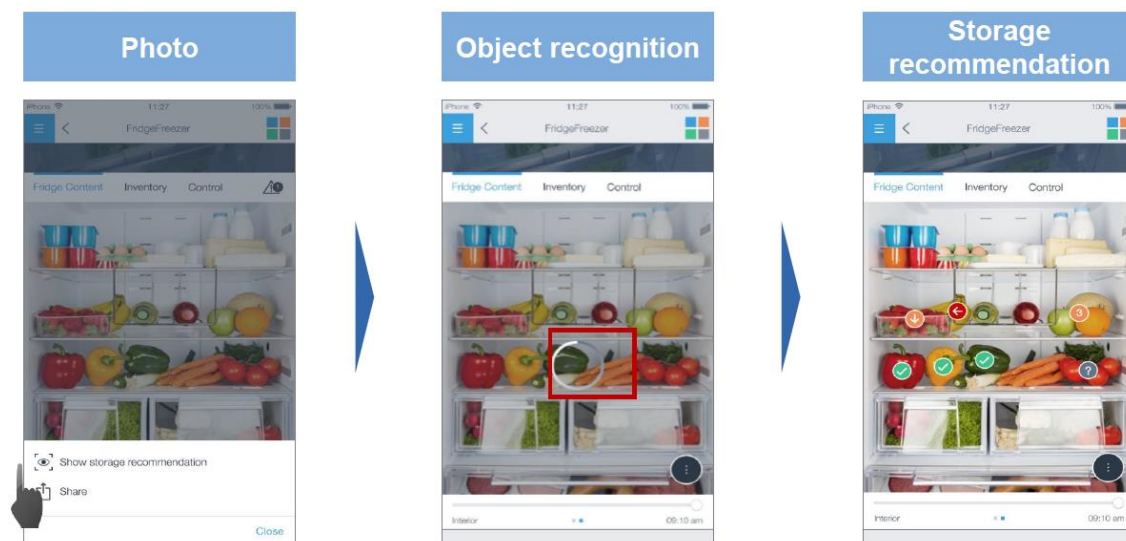 Photo
Object recognition
Storage
recommendation
iPhone 11:27 100%
FridgeFreezer
Fridge Content Inventory Control
Show storage recommendation
Share
Close
iPhone 11:27 100%
FridgeFreezer
Fridge Content Inventory Control
Interior 09:10 am
iPhone 11:27 100%
FridgeFreezer
Fridge Content Inventory Control
3
?
Interior 09:10 am